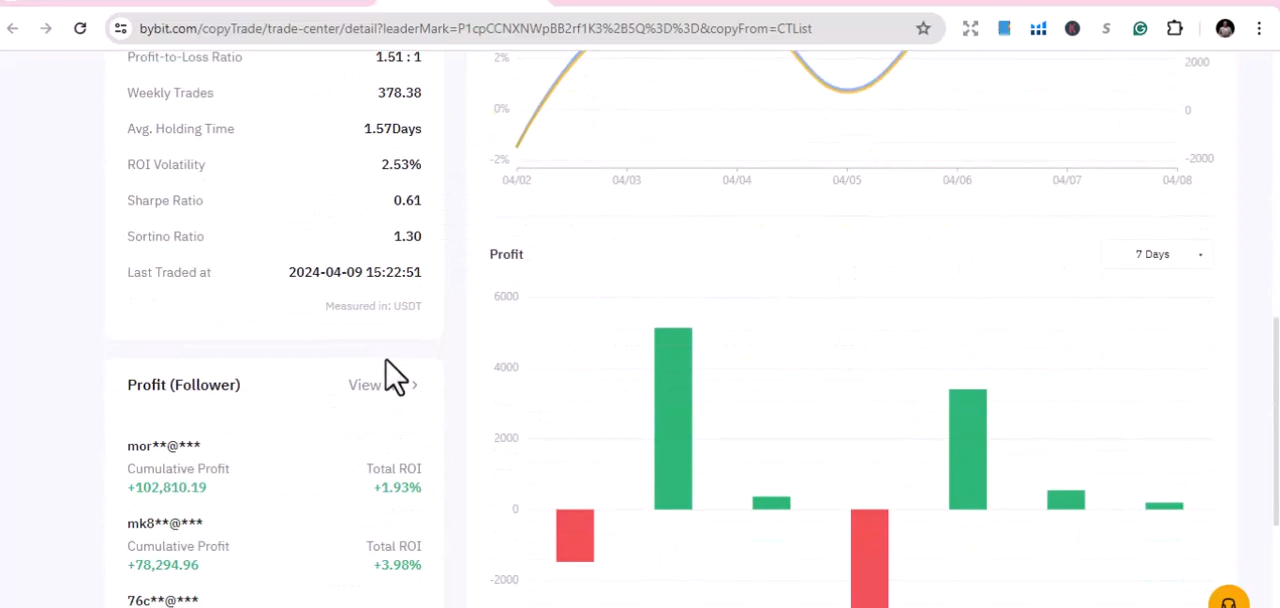 bybit.com/copyTrade/trade-center/detail?leaderMark=P1cpCCNXNWpBB2rf1K3%2B5Q%3D%3D&copyFrom=CTList
Profit-to-Loss Ratio 1.51 : 1
Weekly Trades 378.38
Avg. Holding Time 1.57Days
ROI Volatility 2.53%
Sharpe Ratio 0.61
Sortino Ratio 1.30
Last Traded at 2024-04-09 15:22:51
Measured in: USDT
Profit (Follower) View
mor**@***
Cumulative Profit Total ROI
+102,810.19 +1.93%
mk8**@***
Cumulative Profit Total ROI
+78,294.96 +3.98%
76c**@***
2% 2000
0% 0
-2% -2000
04/02 04/03 04/04 04/05 04/06 04/07 04/08
Profit 7 Days
6000
4000
2000
0
-2000